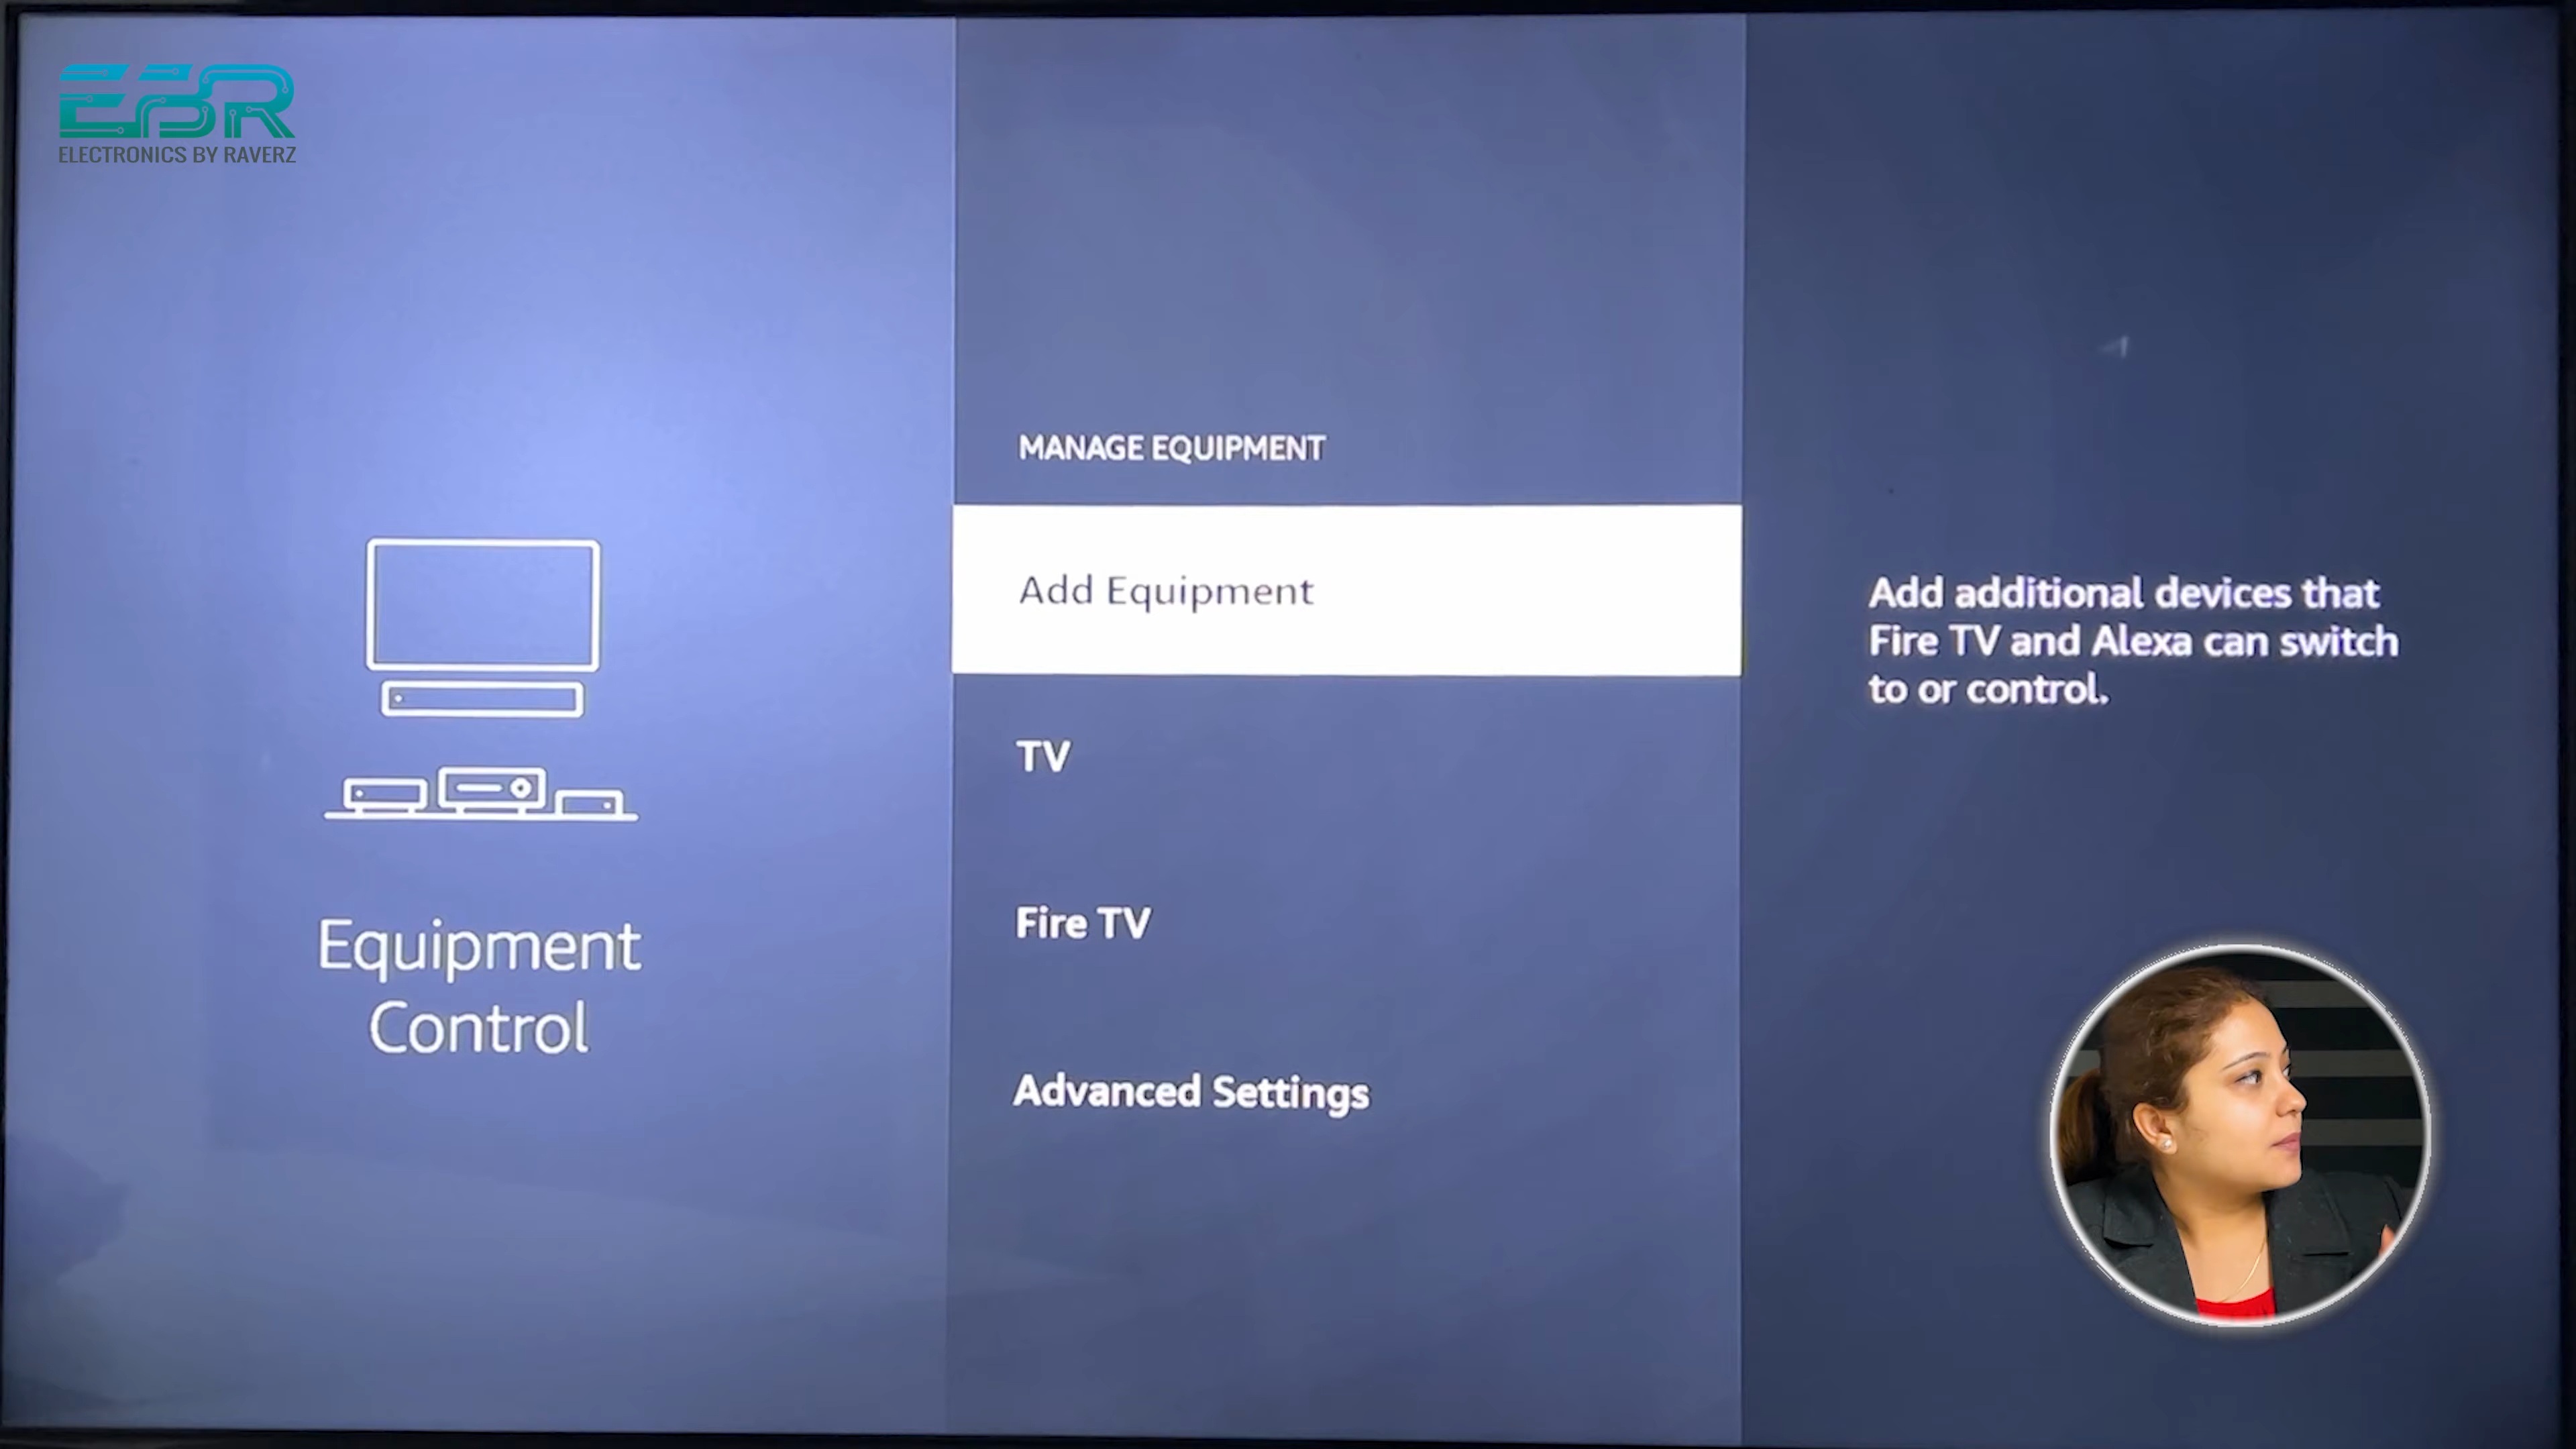 EBR
ELECTRONICS BY RAVERZ
MANAGE EQUIPMENT
Add Equipment
TV
Fire TV
Advanced Settings
Equipment
Control
Add additional devices that
Fire TV and Alexa can switch
to or control.